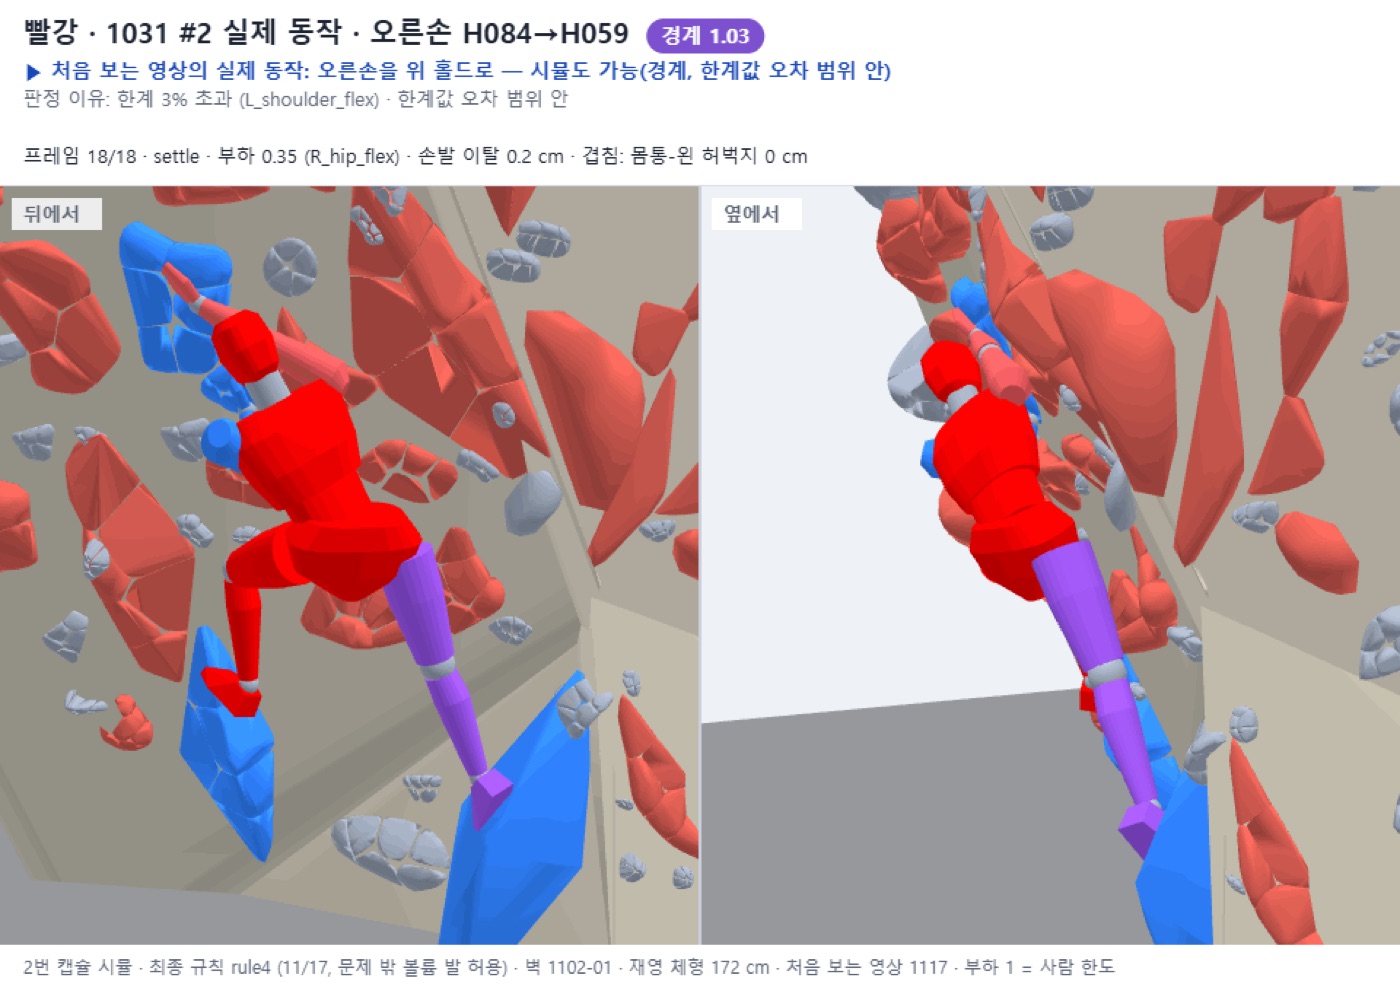 빨강 · 1031 #2 실제 동작 · 오른손 H084→H059 경계 1.03
▶ 처음 보는 영상의 실제 동작: 오른손을 위 홀드로 — 시뮬도 가능(경계, 한계값 오차 범위 안)
판정 이유: 한계 3% 초과 (L_shoulder_flex) · 한계값 오차 범위 안
프레임 18/18 · settle · 부하 0.35 (R_hip_flex) · 손발 이탈 0.2 cm · 겹침: 몸통-왼 허벅지 0 cm
뒤에서
옆에서
2번 캡슐 시뮬 · 최종 규칙 rule4 (11/17, 문제 밖 볼륨 발 허용) · 벽 1102-01 · 재영 체형 172 cm · 처음 보는 영상 1117 · 부하 1 = 사람 한도